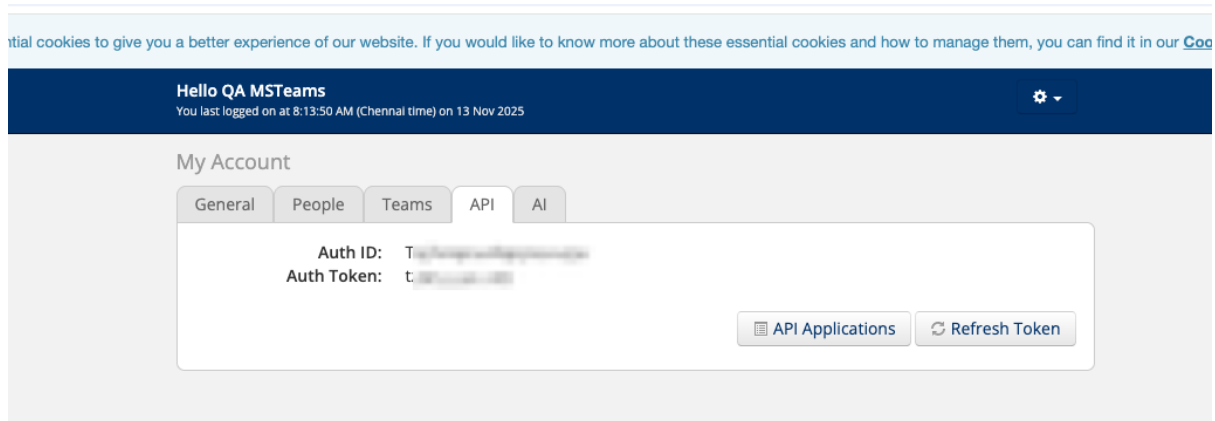 ntial cookies to give you a better experience of our website. If you would like to know more about these essential cookies and how to manage them, you can find it in our Coo
Hello QA MSTeams
You last logged on at 8:13:50 AM (Chennai time) on 13 Nov 2025
My Account
General People Teams API AI
Auth ID: T
Auth Token: t
API Applications Refresh Token